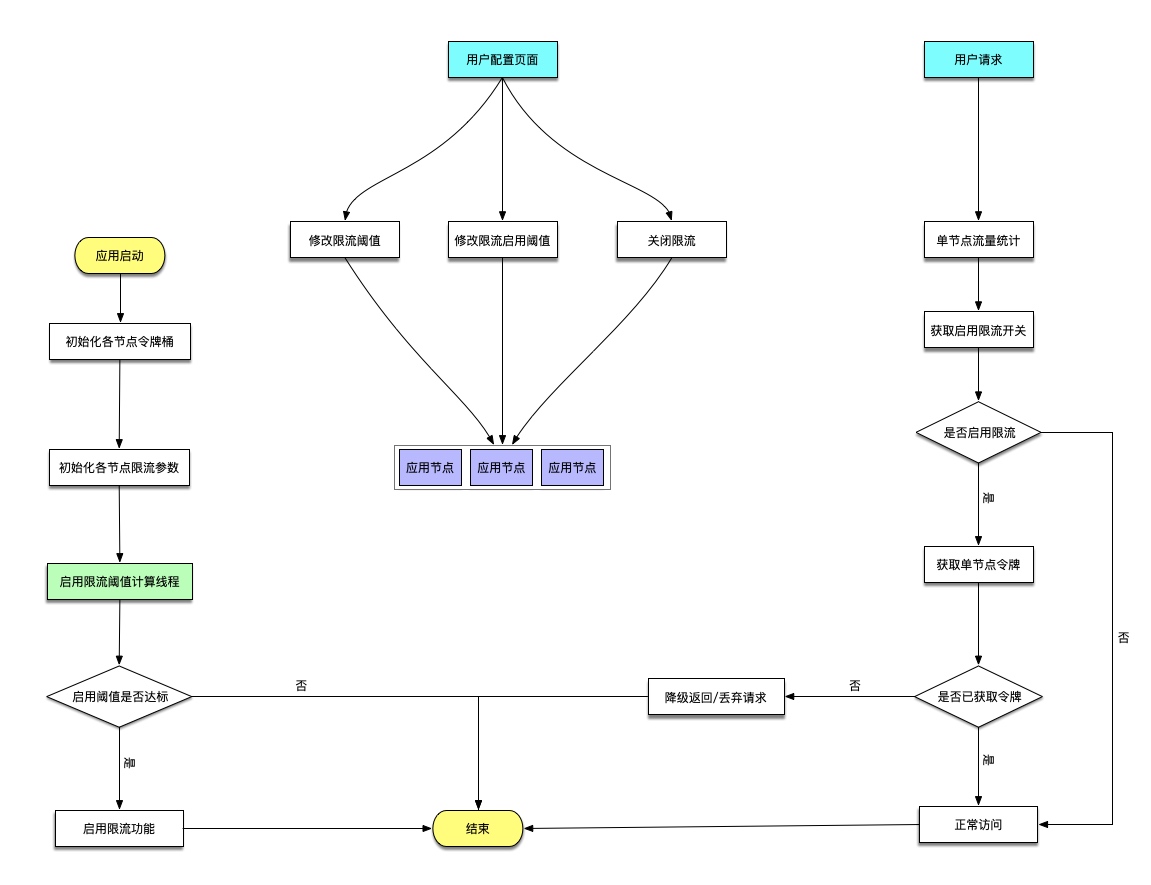 用户配置页面
用户请求
修改限流阈值
修改限流启用阈值
关闭限流
单节点流量统计
应用启动
初始化各节点令牌桶
获取启用限流开关
是否启用限流
初始化各节点限流参数
应用节点
应用节点
应用节点
是
获取单节点令牌
启用限流阈值计算线程
否
启用阈值是否达标
否
降级返回/丢弃请求
否
是否已获取令牌
是
是
启用限流功能
结束
正常访问